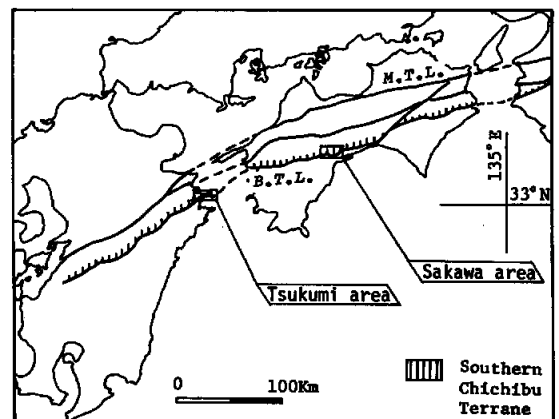 M.T.L.
B.T.L.
135°E
33°N
Tsukumi area
Sakawa area
0 100Km
Southern
Chichibu
Terrane